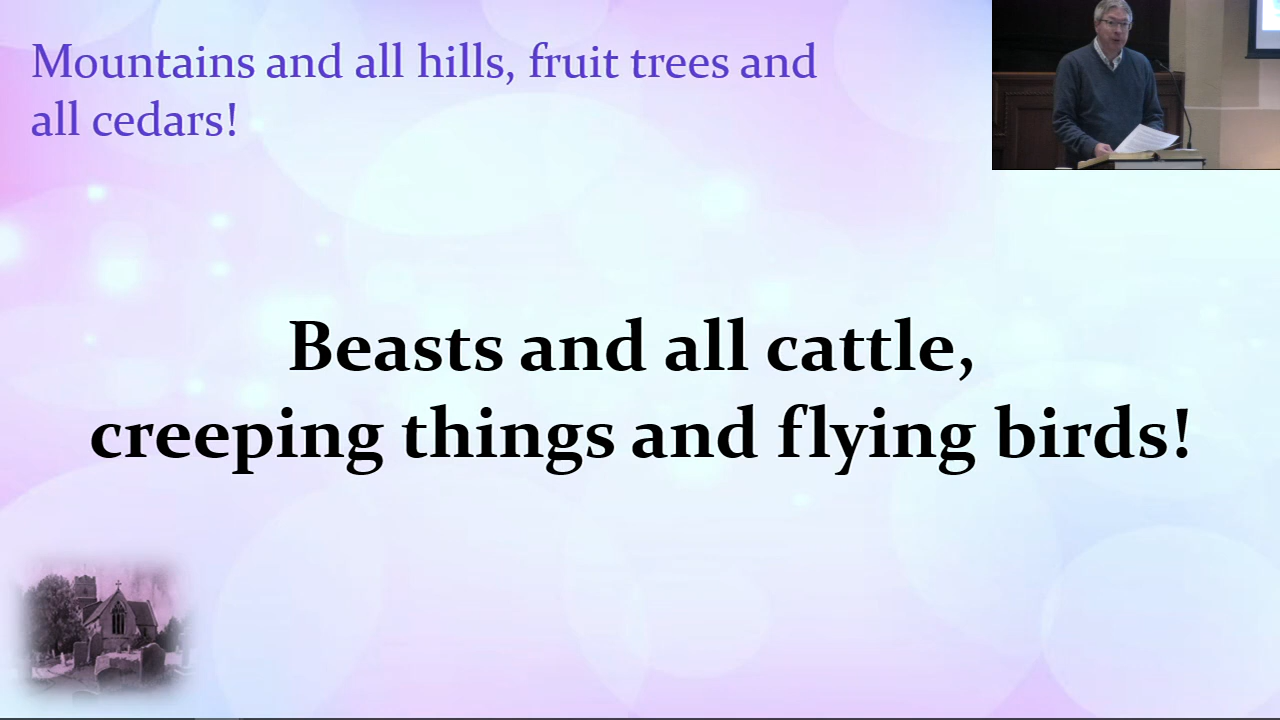 Mountains and all hills, fruit trees and
all cedars!
Beasts and all cattle,
creeping things and flying birds!